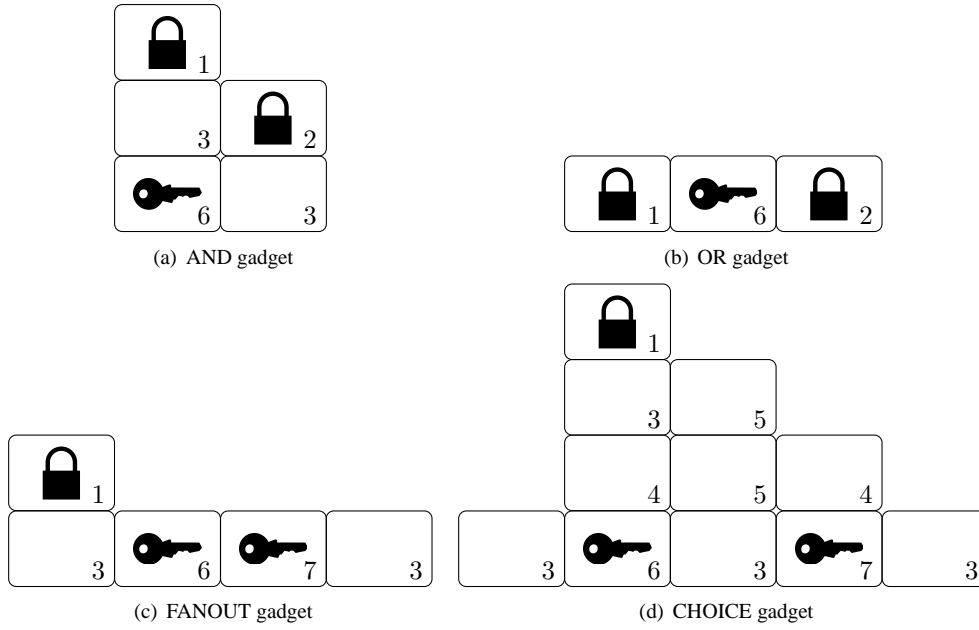 1
3 2
6 3
(a) AND gadget
1 6 2
(b) OR gadget
1
3 6 7 3
(c) FANOUT gadget
1
3 5
4 5 4
3 6 3 7 3
(d) CHOICE gadget